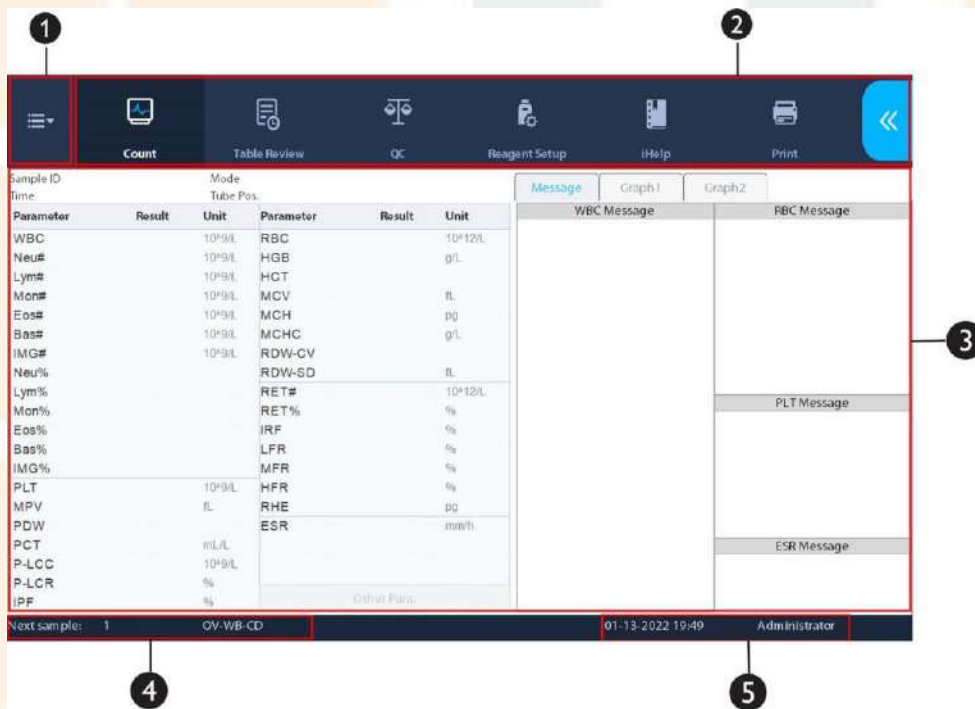 1
2
Count
Table Review
QC
Reagent Setup
iHelp
Print
Sample ID Mode
Time Tube Pos.
Message Graph1 Graph2
Parameter Result Unit Parameter Result Unit
WBC Message RBC Message
WBC 10^9/L RBC 10^12/L
Neu# 10^9/L HGB g/L
Lym# 10^9/L HCT
Mon# 10^9/L MCV fL
Eos# 10^9/L MCH pg
Bas# 10^9/L MCHC g/L
IMG# 10^9/L RDW-CV
Neu% RDW-SD fL
Lym% RET# 10^12/L
Mon% RET% %
Eos% IRF %
Bas% LFR %
IMG% MFR %
PLT 10^9/L HFR %
MPV fL RHE pg
PDW ESR mm/h
PCT mL/L
P-LCC 10^9/L
P-LCR %
IPF % Other Para.
3
PLT Message
ESR Message
Next sample: 1 OV-WB-CD 01-13-2022 19:49 Administrator
4
5